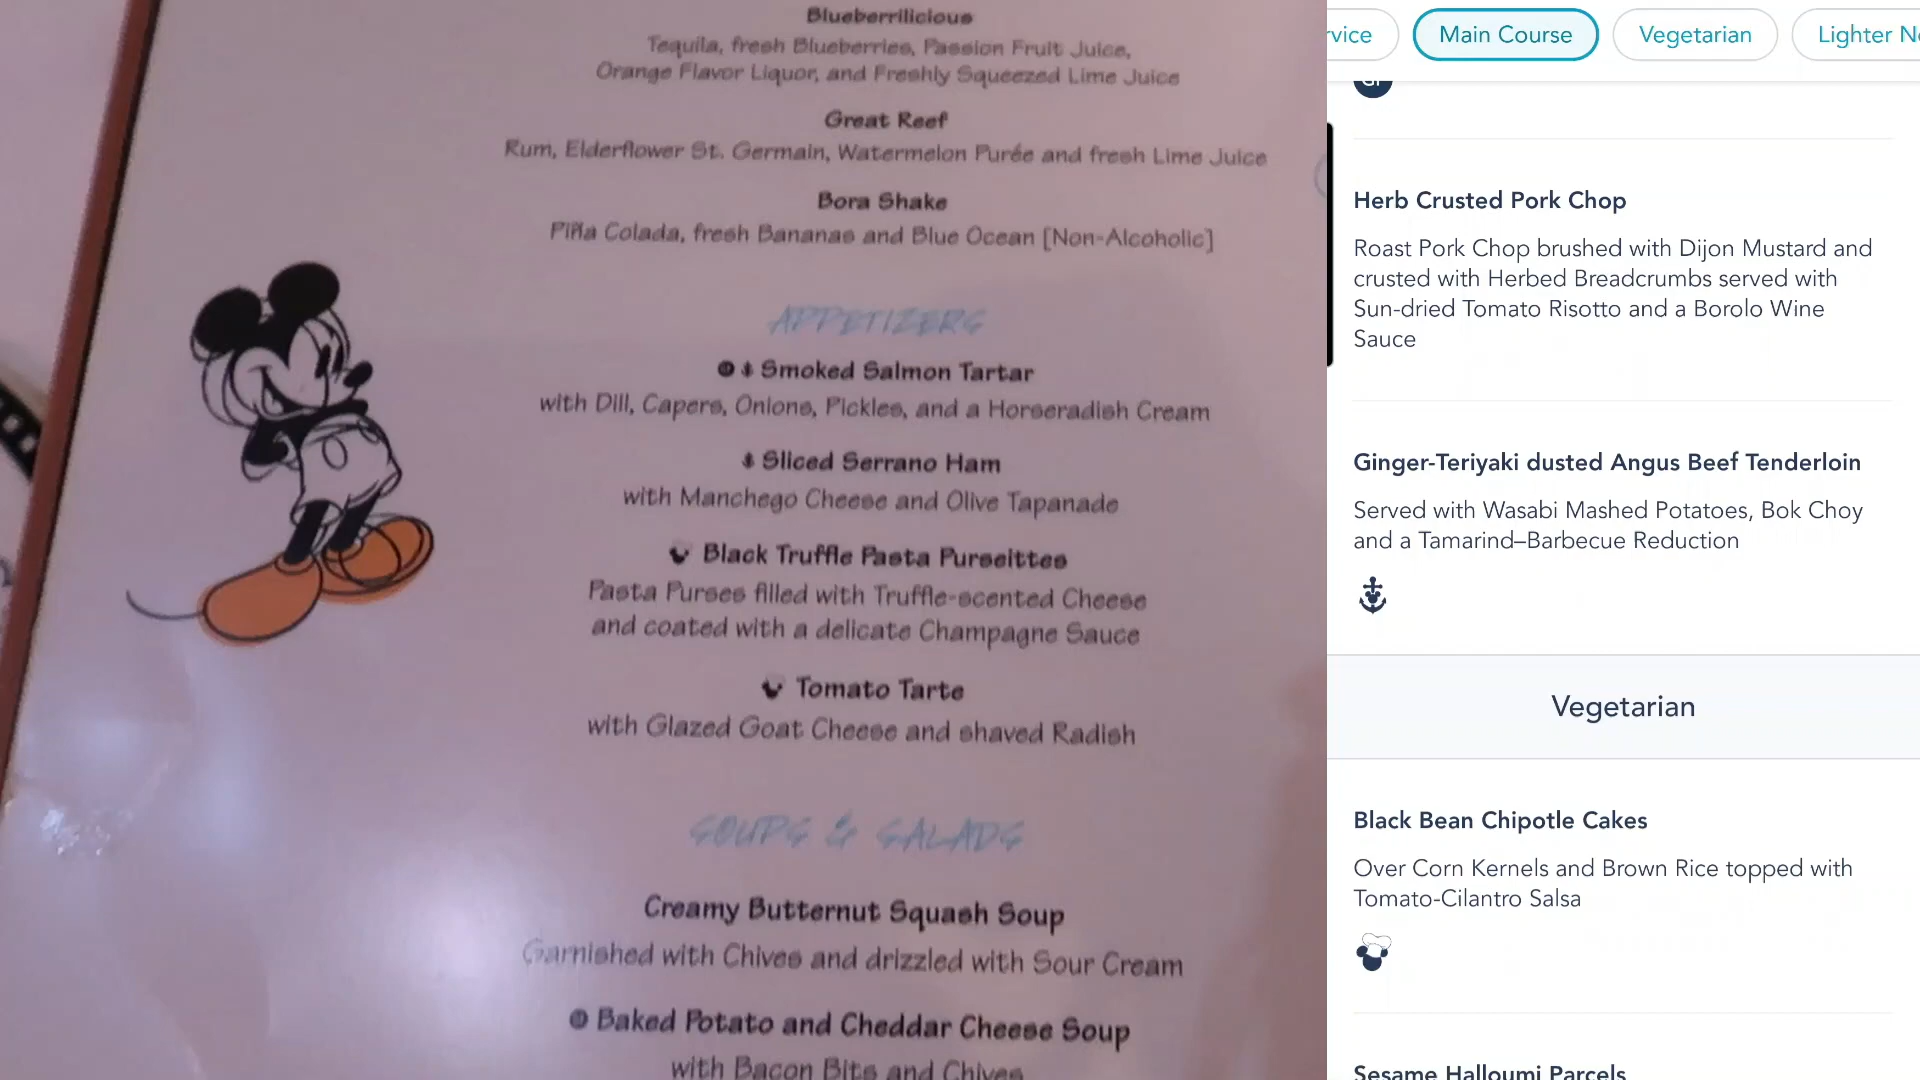 Blueberrilicious
Tequila, fresh Blueberries, Passion Fruit Juice,
Orange Flavor Liquor, and Freshly Squeezed Lime Juice
Great Reef
Rum, Elderflower St. Germain, Watermelon Purée and fresh Lime Juice
Bora Shake
Piña Colada, fresh Bananas and Blue Ocean [Non-Alcoholic]
APPETIZERS
Smoked Salmon Tartar
with Dill, Capers, Onions, Pickles, and a Horseradish Cream
Sliced Serrano Ham
with Manchego Cheese and Olive Tapanade
Black Truffle Pasta Purseittes
Pasta Purses filled with Truffle-scented Cheese
and coated with a delicate Champagne Sauce
Tomato Tarte
with Glazed Goat Cheese and shaved Radish
SOUPS & SALADS
Creamy Butternut Squash Soup
Garnished with Chives and drizzled with Sour Cream
Baked Potato and Cheddar Cheese Soup
with Bacon Bits and Chives
rvice Main Course Vegetarian Lighter No
Herb Crusted Pork Chop
Roast Pork Chop brushed with Dijon Mustard and
crusted with Herbed Breadcrumbs served with
Sun-dried Tomato Risotto and a Borolo Wine
Sauce
Ginger-Teriyaki dusted Angus Beef Tenderloin
Served with Wasabi Mashed Potatoes, Bok Choy
and a Tamarind–Barbecue Reduction
Vegetarian
Black Bean Chipotle Cakes
Over Corn Kernels and Brown Rice topped with
Tomato-Cilantro Salsa
Sesame Halloumi Parcels